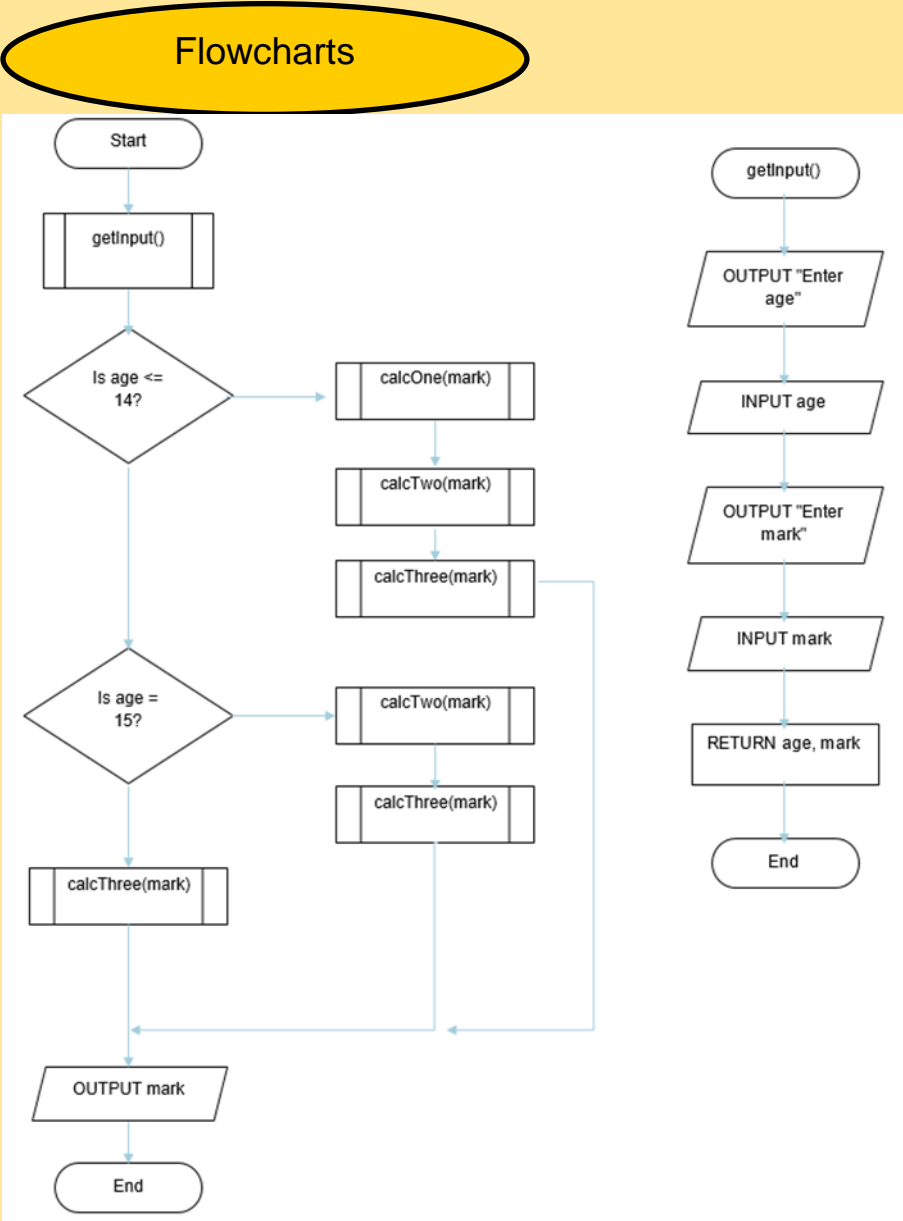 Flowcharts
Start
getInput()
Is age <=
14?
calcOne(mark)
calcTwo(mark)
calcThree(mark)
Is age =
15?
calcTwo(mark)
calcThree(mark)
calcThree(mark)
OUTPUT mark
End
getInput()
OUTPUT "Enter
age"
INPUT age
OUTPUT "Enter
mark"
INPUT mark
RETURN age, mark
End